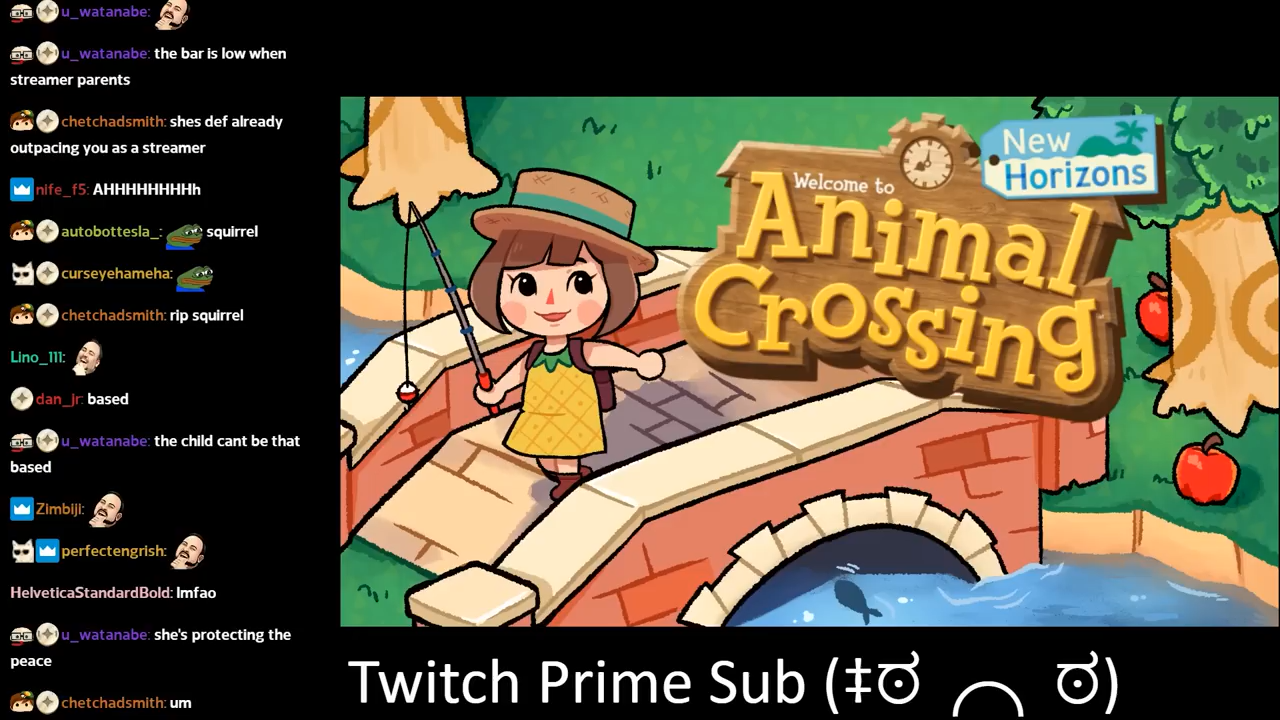 u_watanabe:
u_watanabe: the bar is low when
streamer parents
chetchadsmith: shes def already
outpacing you as a streamer
nife_f5: AHHHHHHHHh
autobottesla_: squirrel
curseyehameha:
chetchadsmith: rip squirrel
Lino_111:
dan_jr: based
u_watanabe: the child cant be that
based
Zimbiji:
perfectengrish:
HelveticaStandardBold: lmfao
u_watanabe: she's protecting the
peace
chetchadsmith: um
New
Horizons
Welcome to
Animal
Crossing
Twitch Prime Sub (‡ಠ ╭╮ ಠ)